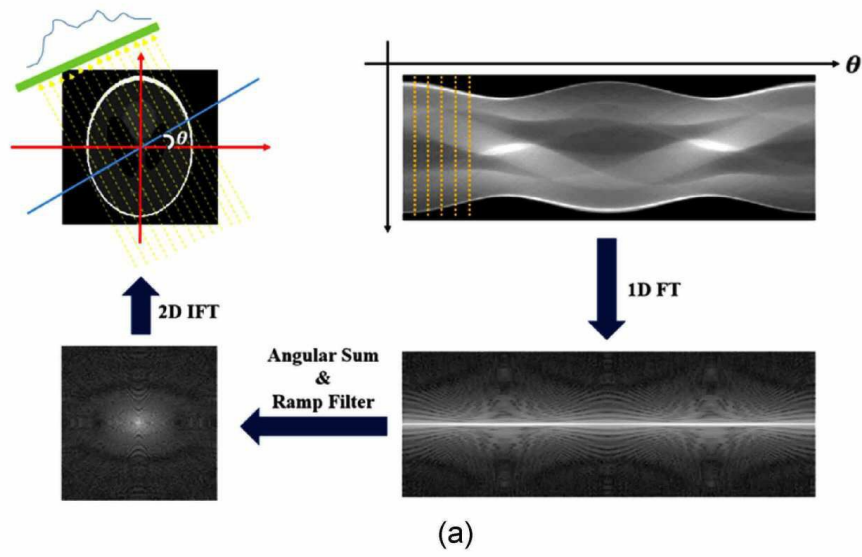 θ
θ
1D FT
2D IFT
Angular Sum
&
Ramp Filter
(a)